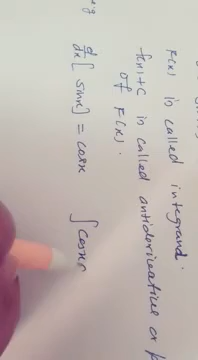 F(x) is called integrand.
f(x)+c is called antiderivative or
of F(x).
e.g
d/dx [sinx] = cosx ∫cosx